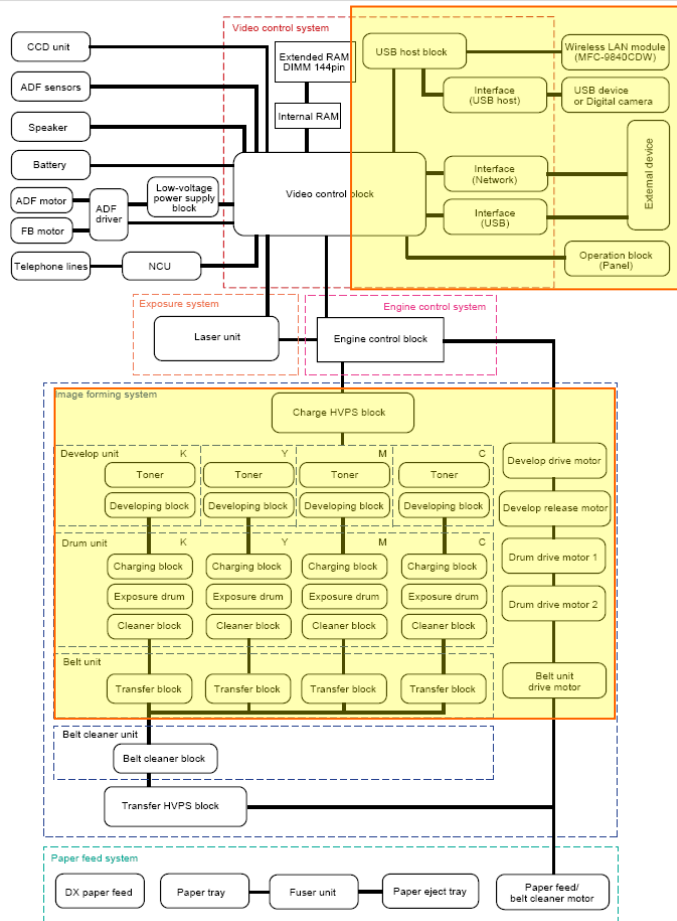 Video control system
CCD unit
Extended RAM
DIMM 144pin
USB host block
Wireless LAN module
(MFC-9840CDW)
ADF sensors
Interface
(USB host)
USB device
or Digital camera
Speaker
Internal RAM
Battery
Video control block
Interface
(Network)
External device
ADF motor
ADF
driver
Low-voltage
power supply
block
Interface
(USB)
FB motor
Telephone lines
NCU
Operation block
(Panel)
Exposure system
Engine control system
Laser unit
Engine control block
Image forming system
Charge HVPS block
Develop unit
K
Y
M
C
Toner
Toner
Toner
Toner
Develop drive motor
Developing block
Developing block
Developing block
Developing block
Develop release motor
Drum unit
K
Y
M
C
Charging block
Charging block
Charging block
Charging block
Drum drive motor 1
Exposure drum
Exposure drum
Exposure drum
Exposure drum
Drum drive motor 2
Cleaner block
Cleaner block
Cleaner block
Cleaner block
Belt unit
Transfer block
Transfer block
Transfer block
Transfer block
Belt unit
drive motor
Belt cleaner unit
Belt cleaner block
Transfer HVPS block
Paper feed system
DX paper feed
Paper tray
Fuser unit
Paper eject tray
Paper feed/
belt cleaner motor